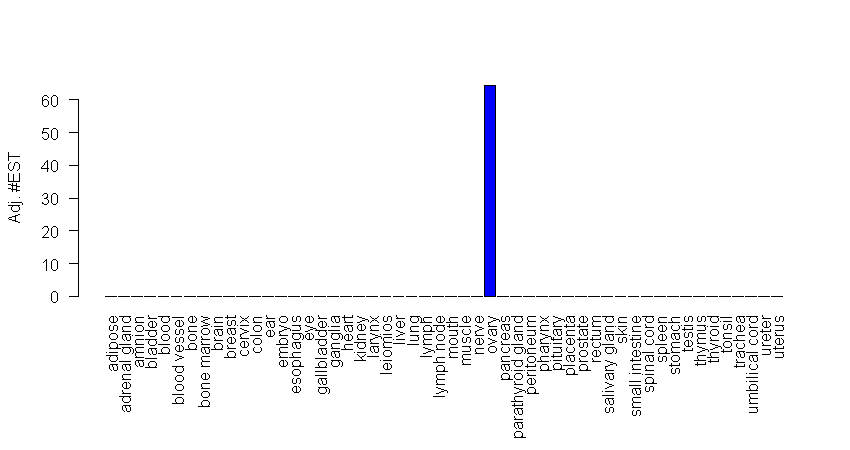 Adj. #EST
60
50
40
30
20
10
0
adipose
adrenal gland
amnion
bladder
blood
blood vessel
bone
bone marrow
brain
breast
cervix
colon
ear
embryo
esophagus
eye
gallbladder
ganglia
heart
kidney
larynx
leiomios
liver
lung
lymph
lymph node
mouth
muscle
nerve
ovary
pancreas
parathyroid gland
peritoneum
pharynx
pituitary
placenta
prostate
rectum
salivary gland
skin
small intestine
spinal cord
spleen
stomach
testis
thymus
thyroid
tonsil
trachea
umbilical cord
ureter
uterus